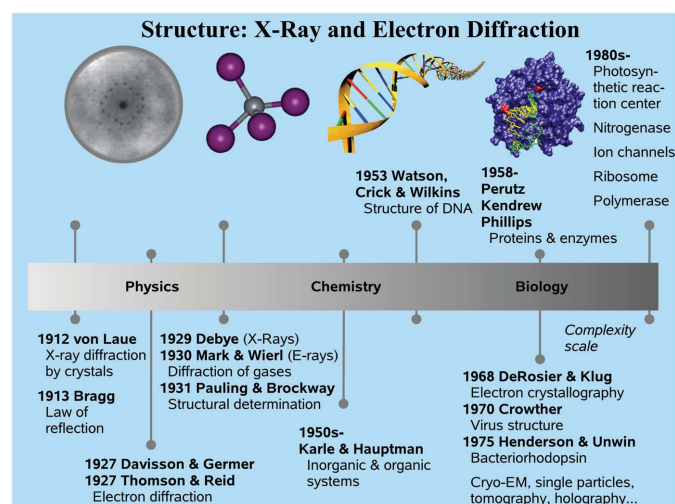 Structure: X-Ray and Electron Diffraction
1980s-
Photosyn-
thetic reac-
tion center
Nitrogenase
Ion channels
Ribosome
Polymerase
1953 Watson,
Crick & Wilkins
Structure of DNA
1958-
Perutz
Kendrew
Phillips
Proteins & enzymes
Physics
Chemistry
Biology
Complexity
scale
1912 von Laue
X-ray diffraction
by crystals
1913 Bragg
Law of
reflection
1927 Davisson & Germer
1927 Thomson & Reid
Electron diffraction
1929 Debye (X-Rays)
1930 Mark & Wierl (E-rays)
Diffraction of gases
1931 Pauling & Brockway
Structural determination
1950s-
Karle & Hauptman
Inorganic & organic
systems
1968 DeRosier & Klug
Electron crystallography
1970 Crowther
Virus structure
1975 Henderson & Unwin
Bacteriorhodopsin
Cryo-EM, single particles,
tomography, holography...